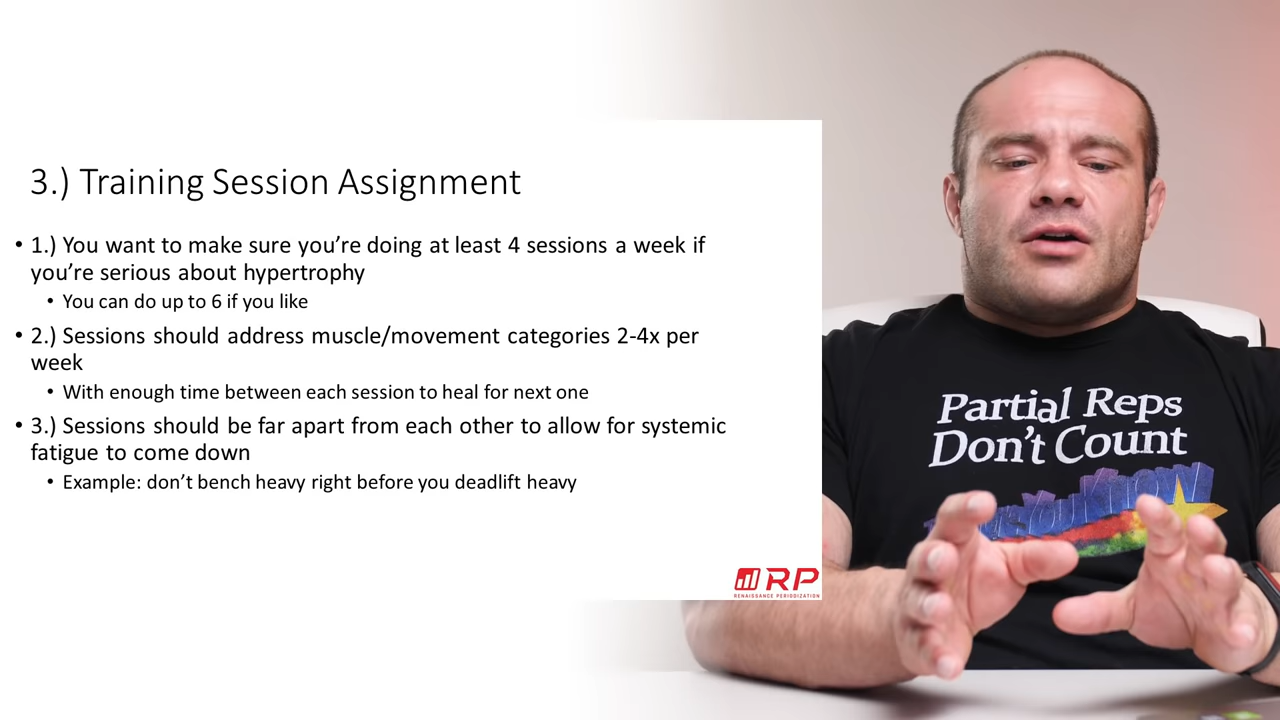 3.) Training Session Assignment
• 1.) You want to make sure you're doing at least 4 sessions a week if
you're serious about hypertrophy
• You can do up to 6 if you like
• 2.) Sessions should address muscle/movement categories 2-4x per
week
• With enough time between each session to heal for next one
• 3.) Sessions should be far apart from each other to allow for systemic
fatigue to come down
• Example: don't bench heavy right before you deadlift heavy
RP
RENAISSANCE PERIODIZATION
Partial Reps
Don't Count
You Know